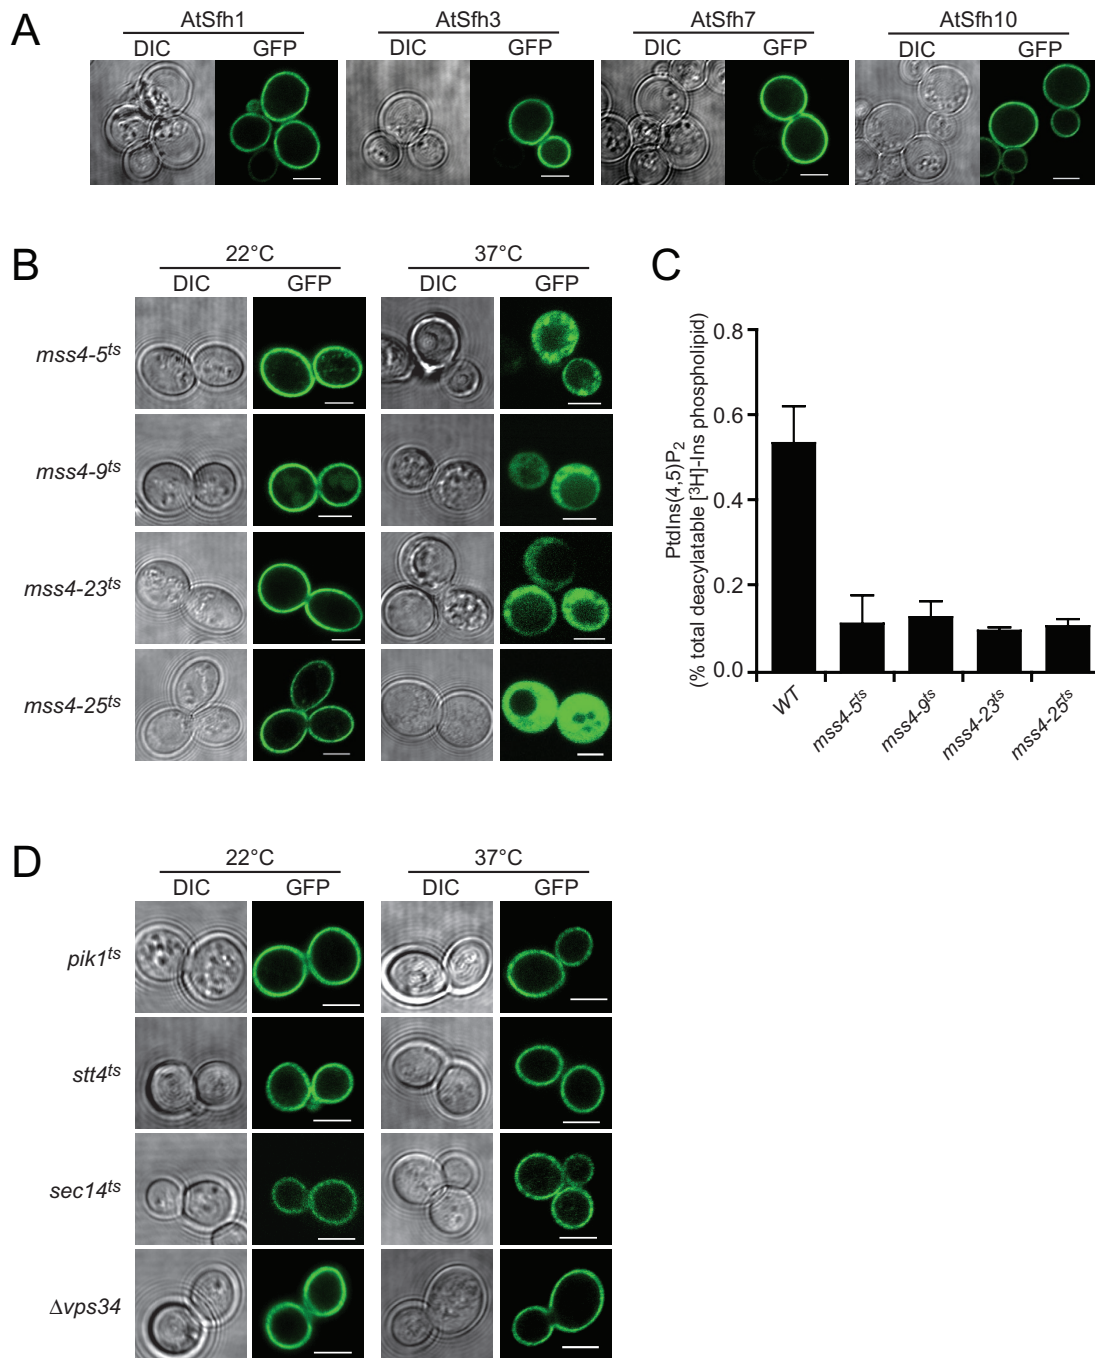 A
AtSfh1 AtSfh3 AtSfh7 AtSfh10
DIC GFP DIC GFP DIC GFP DIC GFP
B
22°C 37°C
DIC GFP DIC GFP
mss4-5ts
mss4-9ts
mss4-23ts
mss4-25ts
C
PtdIns(4,5)P2
(% total deacylatable [3H]-Ins phospholipid)
0.8
0.6
0.4
0.2
0.0
WT mss4-5ts mss4-9ts mss4-23ts mss4-25ts
D
22°C 37°C
DIC GFP DIC GFP
pik1ts
stt4ts
sec14ts
Δvps34